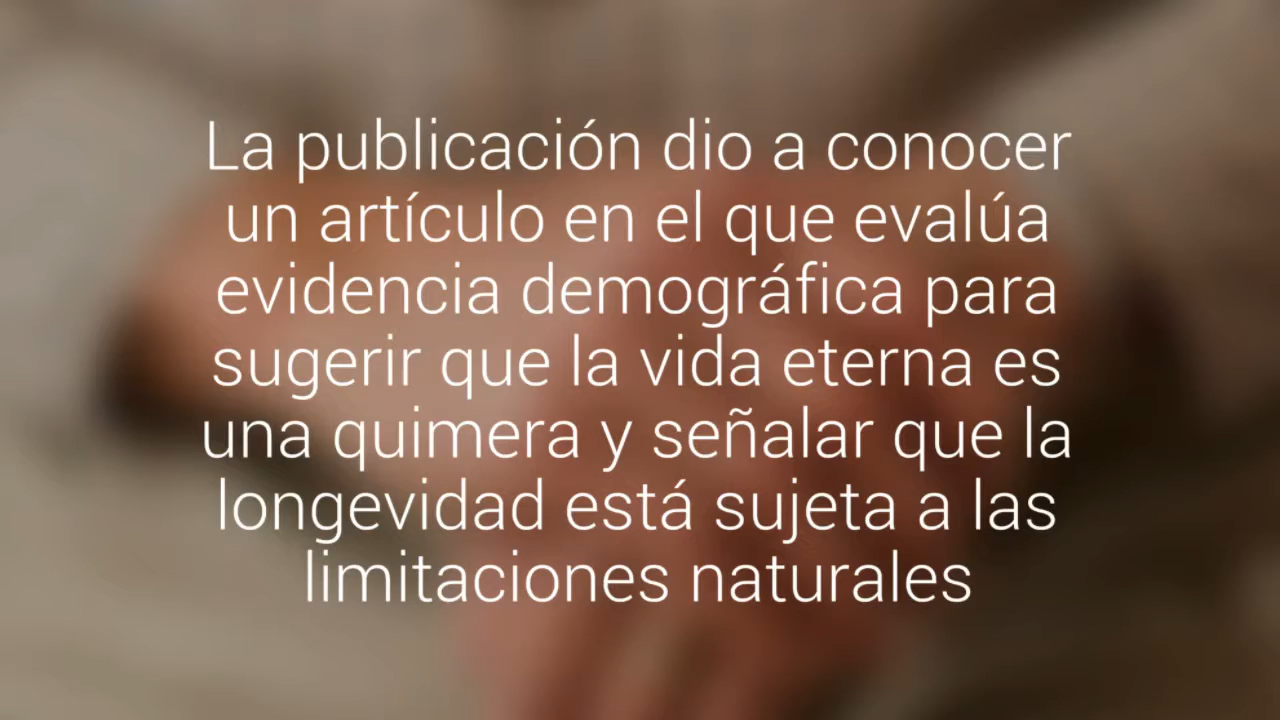 La publicación dio a conocer
un artículo en el que evalúa
evidencia demográfica para
sugerir que la vida eterna es
una quimera y señalar que la
longevidad está sujeta a las
limitaciones naturales